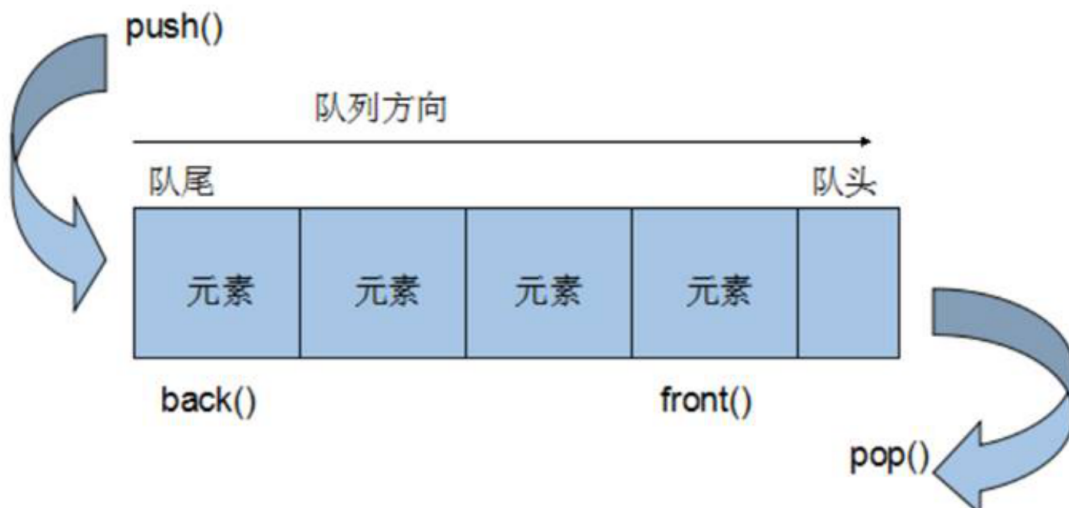 push()
队列方向
队尾 队头
元素 元素 元素 元素
back() front()
pop()